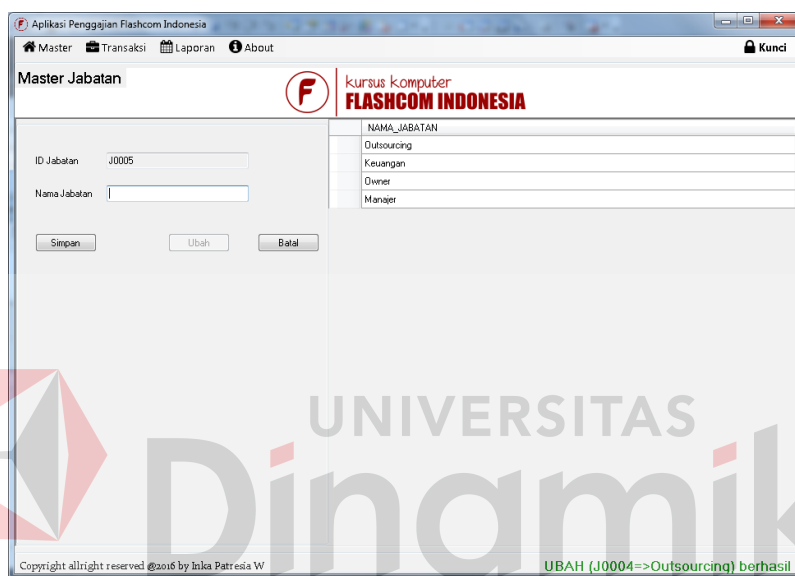 Aplikasi Penggajian Flashcom Indonesia
Master Transaksi Laporan About Kunci
Master Jabatan
F
kursus komputer
FLASHCOM INDONESIA
NAMA_JABATAN
Outsourcing
Keuangan
Owner
Manajer
ID Jabatan J0005
Nama Jabatan
Simpan Ubah Batal
UNIVERSITAS
Dinamik
Copyright allright reserved @2016 by Inka Patresia W
UBAH (J0004=>Outsourcing) berhasil